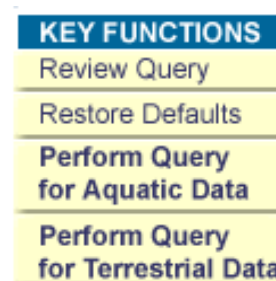 KEY FUNCTIONS
Review Query
Restore Defaults
Perform Query
for Aquatic Data
Perform Query
for Terrestrial Data